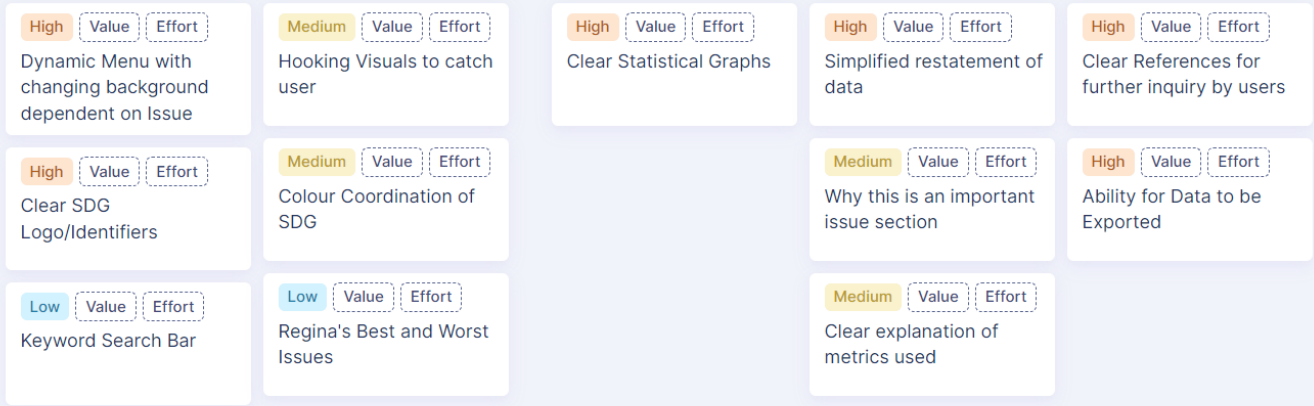 High Value Effort
Dynamic Menu with
changing background
dependent on Issue
High Value Effort
Clear SDG
Logo/Identifiers
Low Value Effort
Keyword Search Bar
Medium Value Effort
Hooking Visuals to catch
user
Medium Value Effort
Colour Coordination of
SDG
Low Value Effort
Regina's Best and Worst
Issues
High Value Effort
Clear Statistical Graphs
High Value Effort
Simplified restatement of
data
Medium Value Effort
Why this is an important
issue section
Medium Value Effort
Clear explanation of
metrics used
High Value Effort
Clear References for
further inquiry by users
High Value Effort
Ability for Data to be
Exported